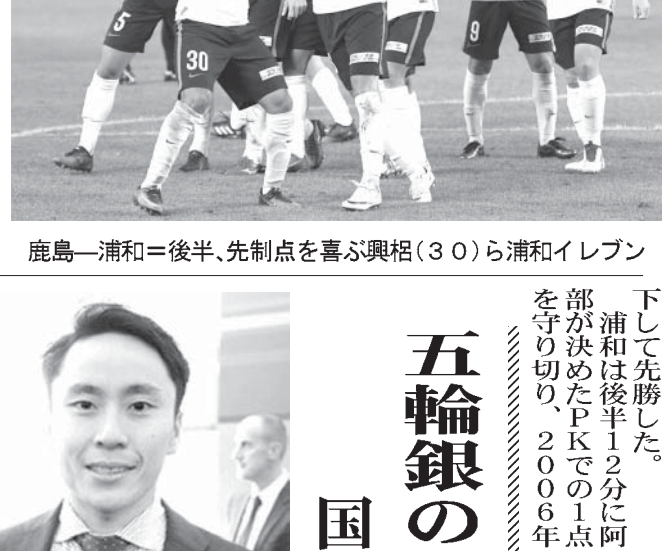 5
30
9
鹿島―浦和＝後半、先制点を喜ぶ興梠（３０）ら浦和イレブン
下して先勝した。
浦和は後半１２分に阿
部が決めたＰＫでの１点
を守り切り、２００６年
五輪銀の
国